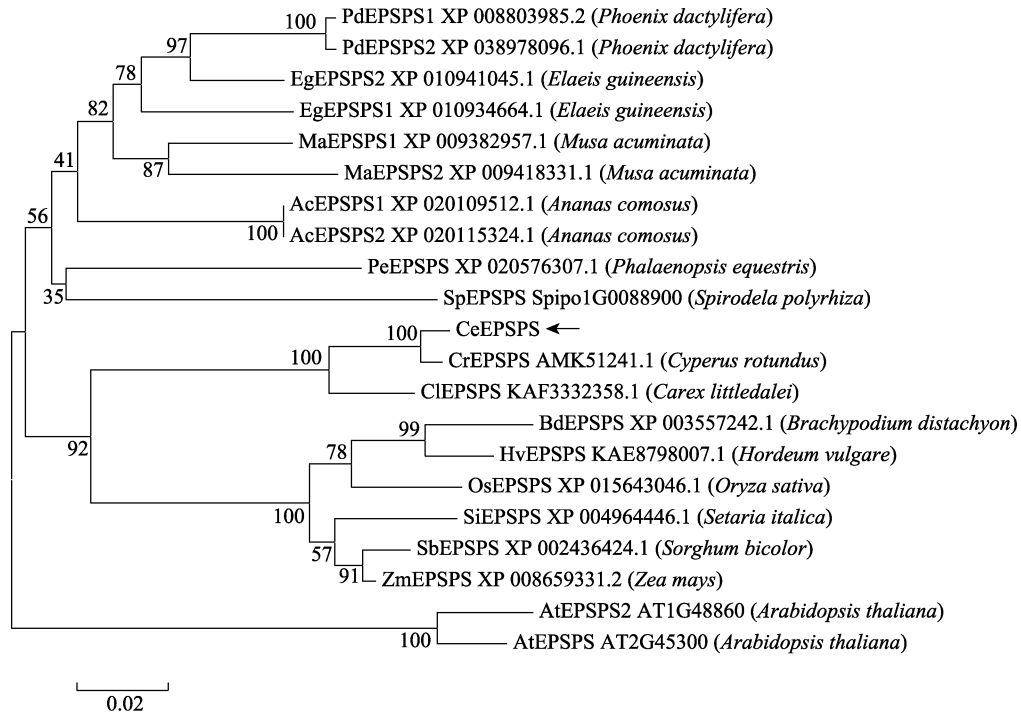 PdEPSPS1 XP 008803985.2 (Phoenix dactylifera)
100
PdEPSPS2 XP 038978096.1 (Phoenix dactylifera)
97
78
EgEPSPS2 XP 010941045.1 (Elaeis guineensis)
82
EgEPSPS1 XP 010934664.1 (Elaeis guineensis)
MaEPSPS1 XP 009382957.1 (Musa acuminata)
41
87
MaEPSPS2 XP 009418331.1 (Musa acuminata)
AcEPSPS1 XP 020109512.1 (Ananas comosus)
56
100
AcEPSPS2 XP 020115324.1 (Ananas comosus)
PeEPSPS XP 020576307.1 (Phalaenopsis equestris)
35
SpEPSPS Spipo1G0088900 (Spirodela polyrhiza)
100
CeEPSPS
100
CrEPSPS AMK51241.1 (Cyperus rotundus)
ClEPSPS KAF3332358.1 (Carex littledalei)
92
99
BdEPSPS XP 003557242.1 (Brachypodium distachyon)
78
HvEPSPS KAE8798007.1 (Hordeum vulgare)
OsEPSPS XP 015643046.1 (Oryza sativa)
100
SiEPSPS XP 004964446.1 (Setaria italica)
57
SbEPSPS XP 002436424.1 (Sorghum bicolor)
91
ZmEPSPS XP 008659331.2 (Zea mays)
AtEPSPS2 AT1G48860 (Arabidopsis thaliana)
100
AtEPSPS AT2G45300 (Arabidopsis thaliana)
0.02